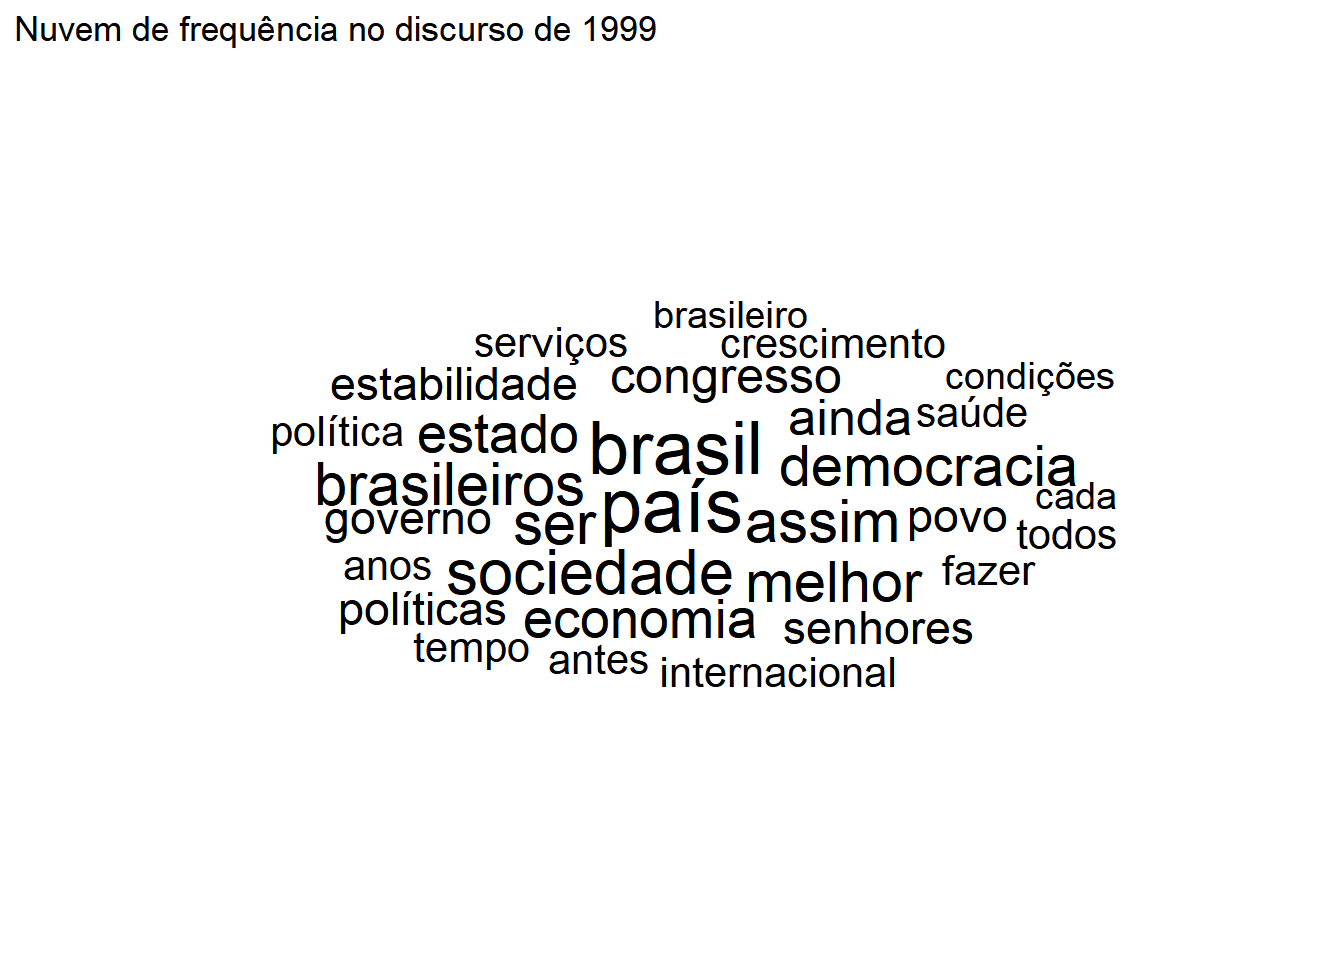 Nuvem de frequência no discurso de 1999
brasileiro
serviços crescimento
estabilidade congresso condições
política estado brasil ainda saúde
brasileiros democracia
governo ser país assim povo cada
todos
anos sociedade melhor fazer
políticas economia senhores
tempo antes internacional